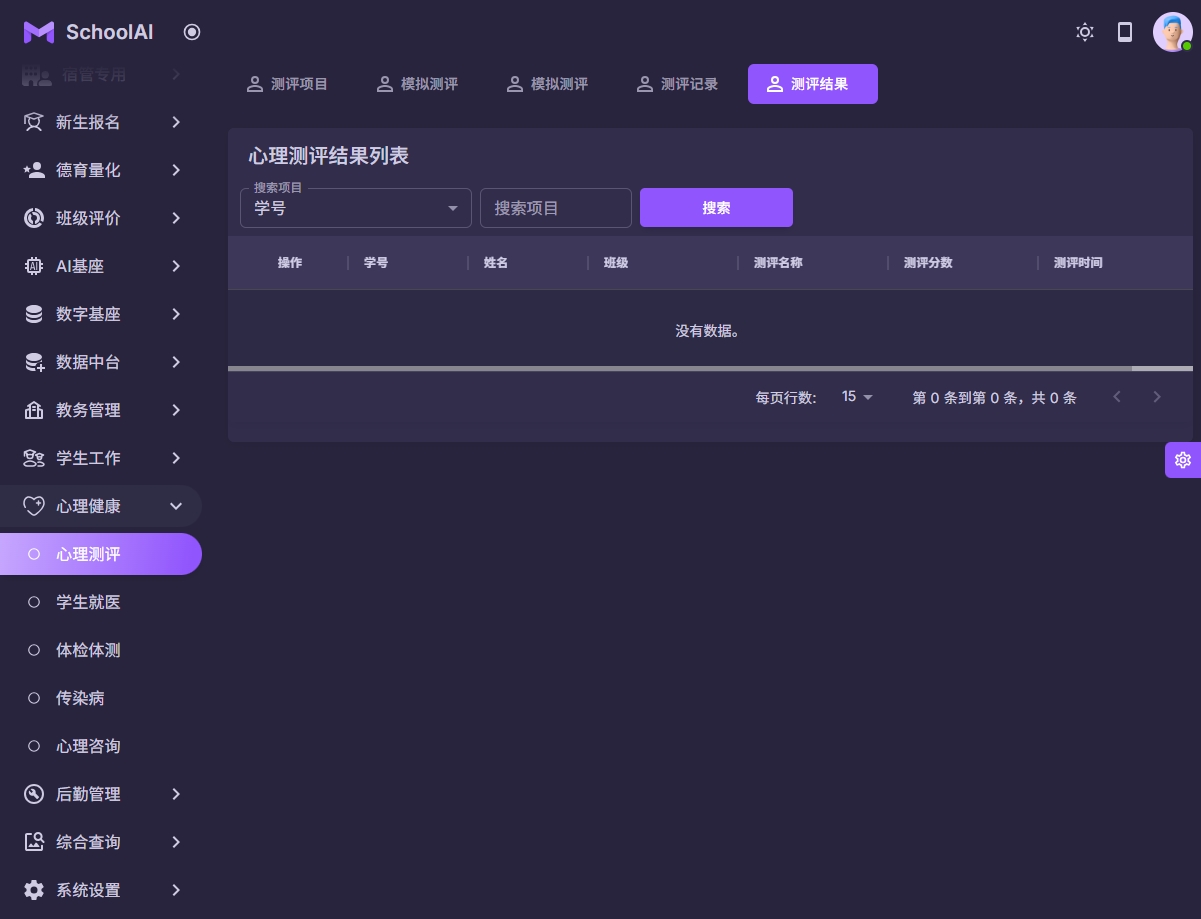 SchoolAI
宿管专用
新生报名
德育量化
班级评价
AI基座
数字基座
数据中台
教务管理
学生工作
心理健康
心理测评
学生就医
体检体测
传染病
心理咨询
后勤管理
综合查询
系统设置
测评项目 模拟测评 模拟测评 测评记录 测评结果
心理测评结果列表
搜索项目
学号 搜索项目 搜索
操作 学号 姓名 班级 测评名称 测评分数 测评时间
没有数据。
每页行数: 15 第 0 条到第 0 条，共 0 条